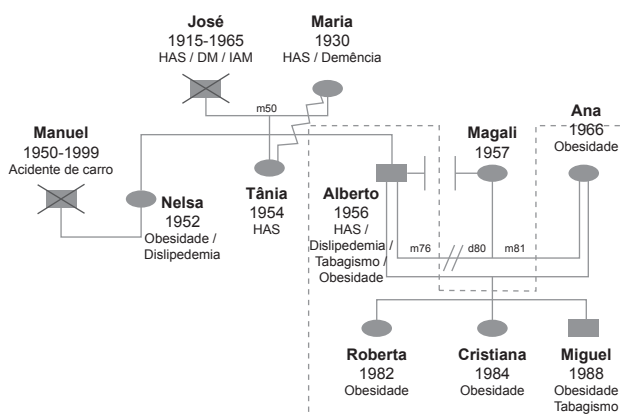 José
1915-1965
HAS / DM / IAM
Maria
1930
HAS / Demência
m50
Manuel
1950-1999
Acidente de carro
Nelsa
1952
Obesidade /
Dislipedemia
Tânia
1954
HAS
Alberto
1956
HAS /
Dislipedemia /
Tabagismo /
Obesidade
Magali
1957
Ana
1966
Obesidade
m76
d80
m81
Roberta
1982
Obesidade
Cristiana
1984
Obesidade
Miguel
1988
Obesidade
Tabagismo